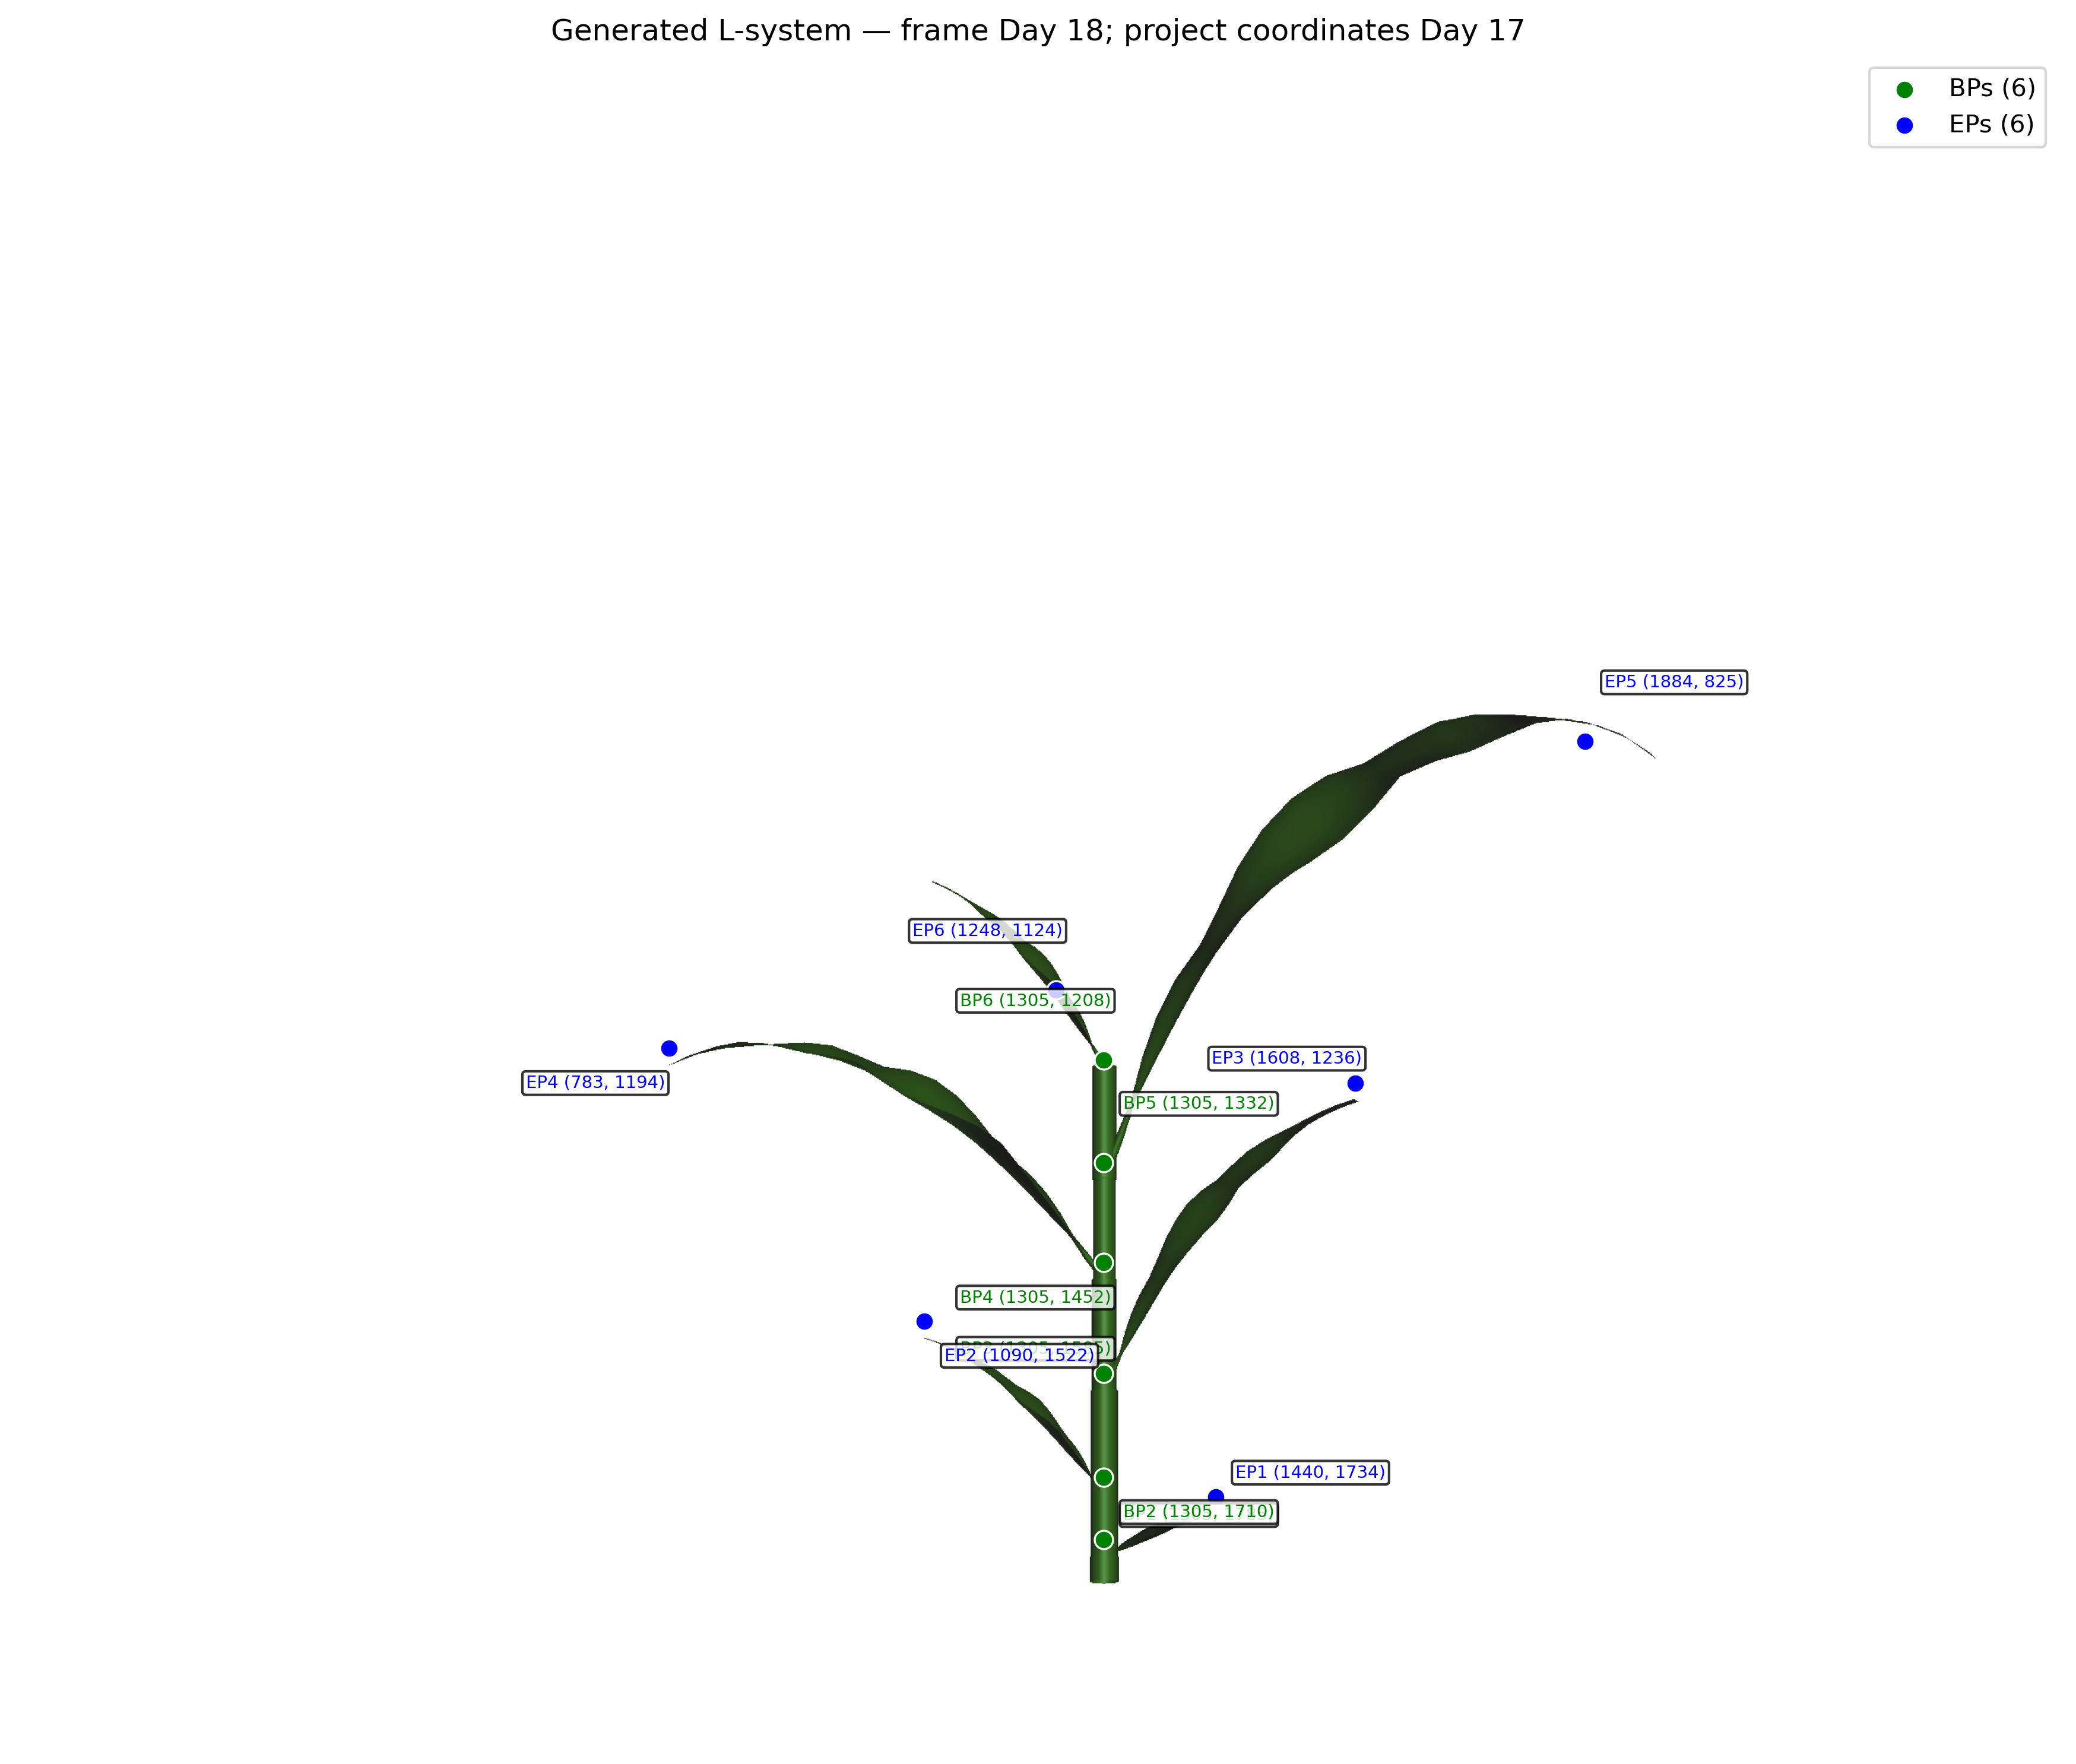 Generated L-system — frame Day 18; project coordinates Day 17
BPs (6)
EPs (6)
EP5 (1884, 825)
EP6 (1248, 1124)
BP6 (1305, 1208)
EP3 (1608, 1236)
EP4 (783, 1194)
BP5 (1305, 1332)
BP4 (1305, 1452)
EP2 (1090, 1522)
EP1 (1440, 1734)
BP2 (1305, 1710)